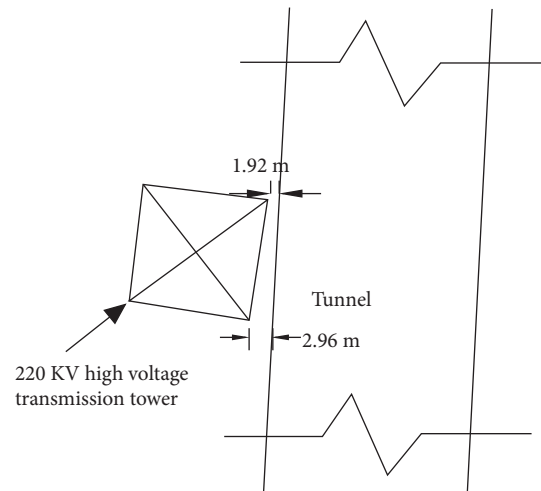 1.92 m
Tunnel
2.96 m
220 KV high voltage
transmission tower